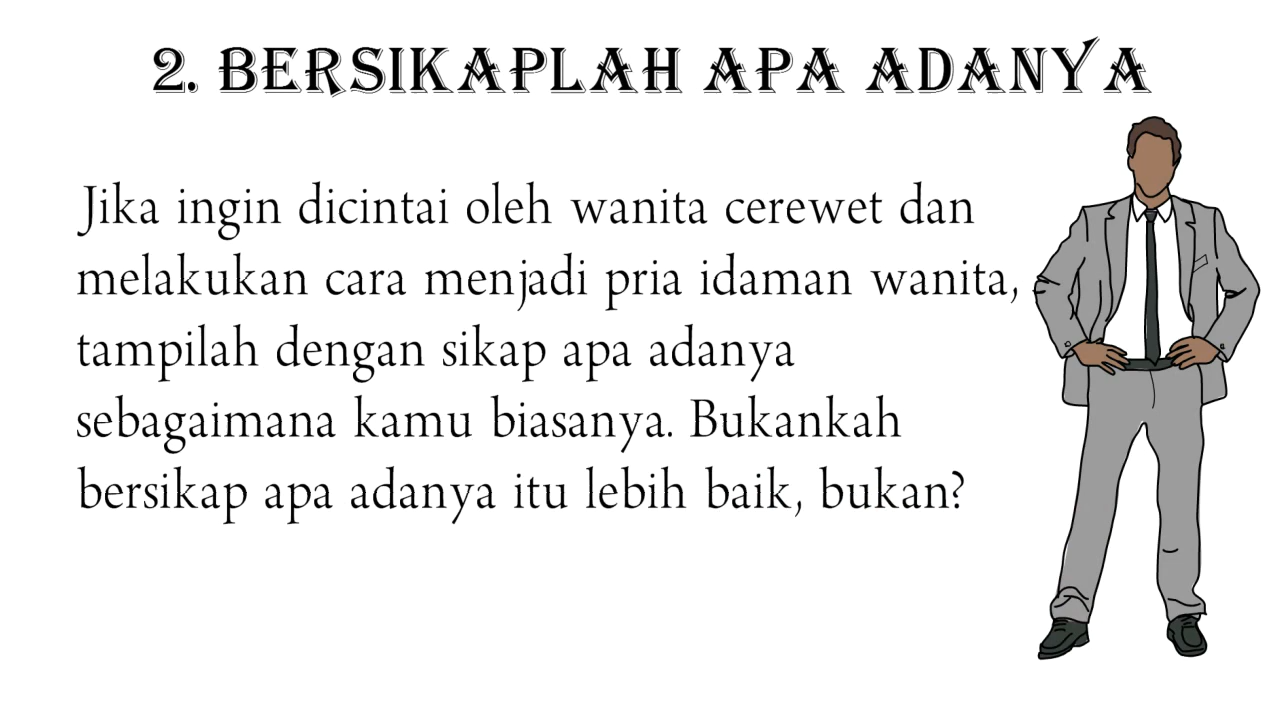 2. BERSIKAPLAH APA ADANYA
Jika ingin dicintai oleh wanita cerewet dan
melakukan cara menjadi pria idaman wanita,
tampilah dengan sikap apa adanya
sebagaimana kamu biasanya. Bukankah
bersikap apa adanya itu lebih baik, bukan?